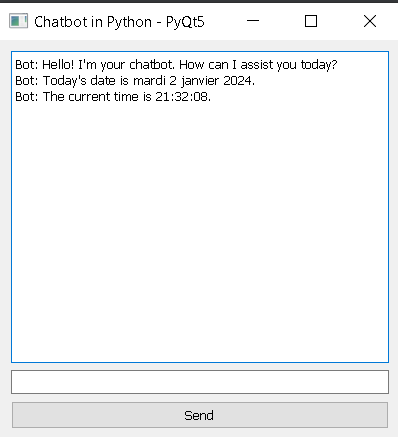 Chatbot in Python - PyQt5
Bot: Hello! I'm your chatbot. How can I assist you today?
Bot: Today's date is mardi 2 janvier 2024.
Bot: The current time is 21:32:08.
Send